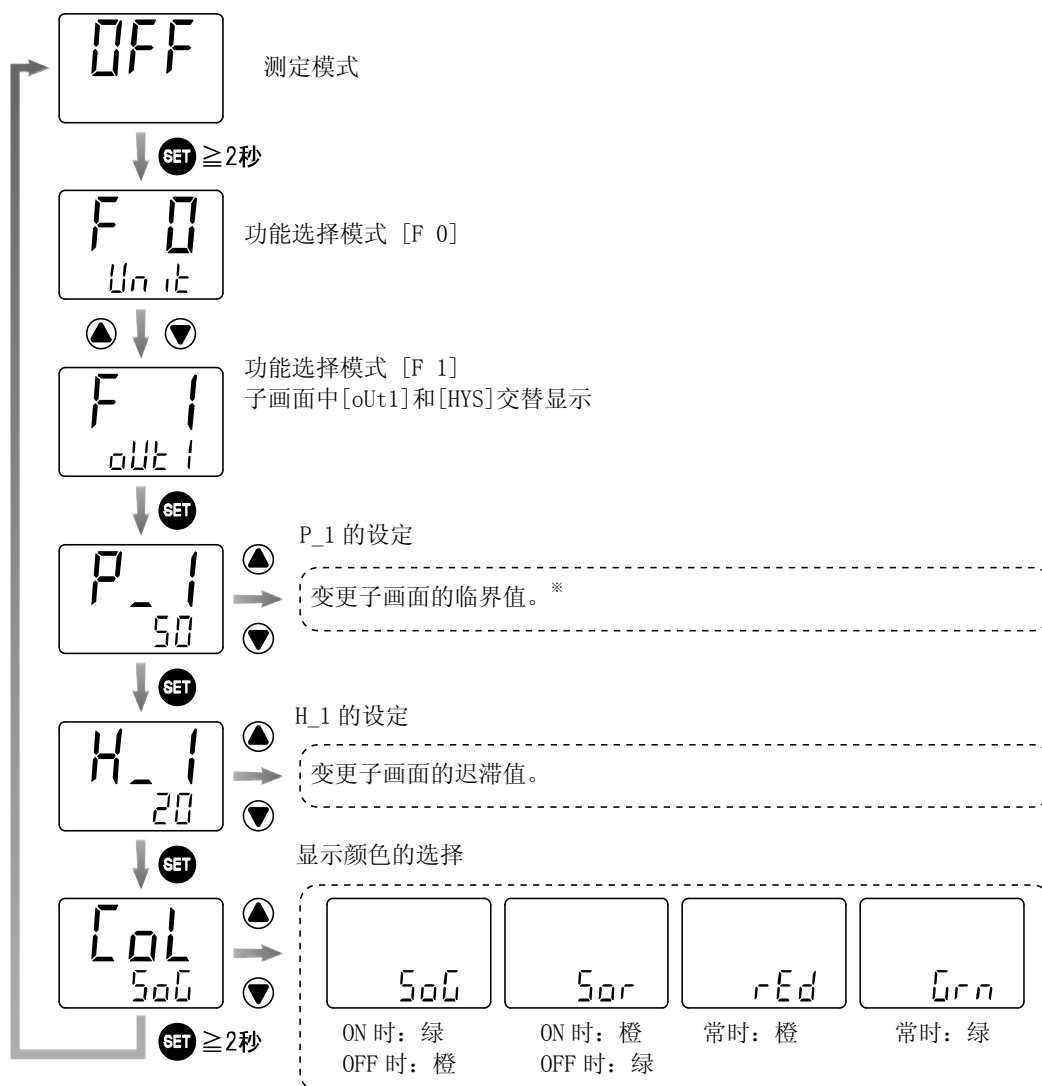 OFF
测定模式
SET ≧2秒
F 0
Unit
功能选择模式 [F 0]
F 1
oUt1
功能选择模式 [F 1]
子画面中[oUt1]和[HYS]交替显示
SET
P_1
50
P_1 的设定
变更子画面的临界值。※
SET
H_1
20
H_1 的设定
变更子画面的迟滞值。
SET
CoL
SoG
显示颜色的选择
SoG
Sor
rEd
Grn
ON 时: 绿
OFF 时: 橙
ON 时: 橙
OFF 时: 绿
常时: 橙
常时: 绿
SET ≧2秒